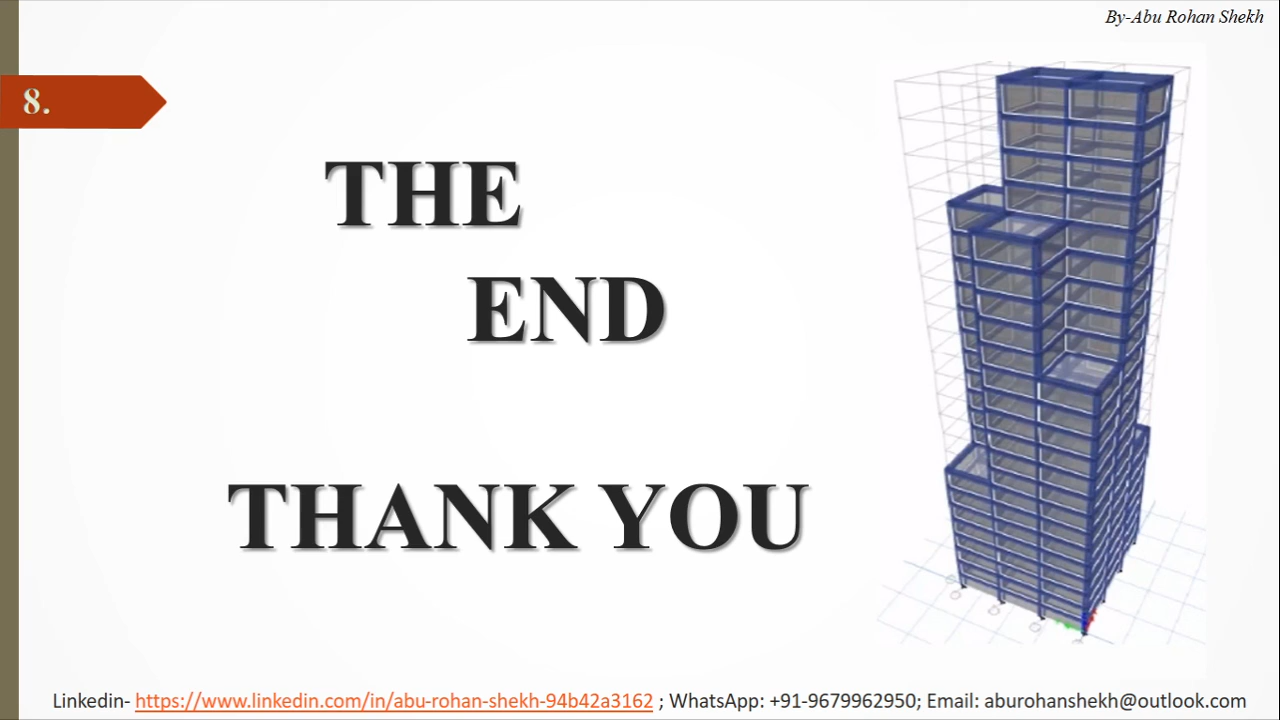 By-Abu Rohan Shekh
8.
THE
END
THANK YOU
Linkedin- https://www.linkedin.com/in/abu-rohan-shekh-94b42a3162 ; WhatsApp: +91-9679962950; Email: aburohanshekh@outlook.com